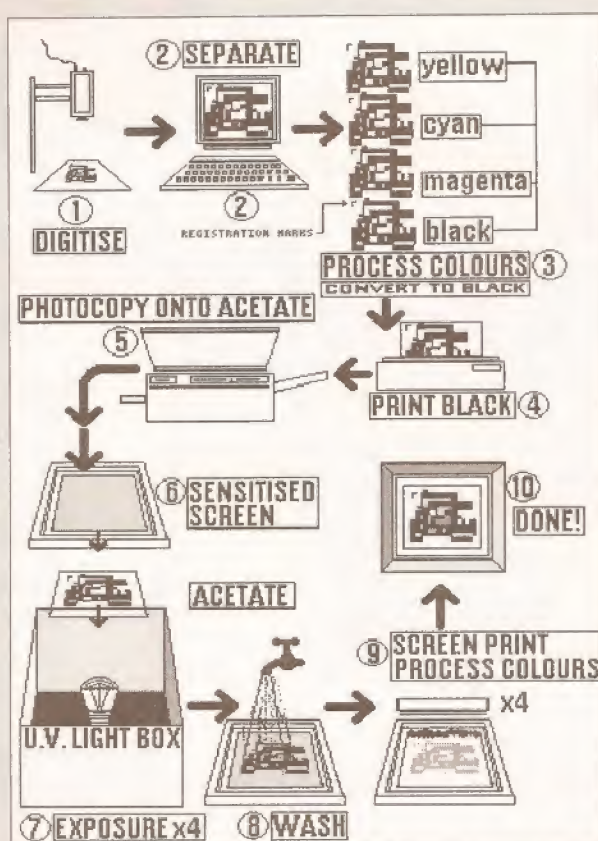 ② SEPARATE
yellow
cyan
magenta
black
① DIGITISE
②
REGISTRATION MARKS
PROCESS COLOURS ③
CONVERT TO BLACK
PHOTOCOPY ONTO ACETATE
⑤
PRINT BLACK ④
⑥ SENSITISED
SCREEN
⑩
DONE!
ACETATE
⑨ SCREEN PRINT
PROCESS COLOURS
x4
U.V. LIGHT BOX
⑦ EXPOSURE x4
⑧ WASH